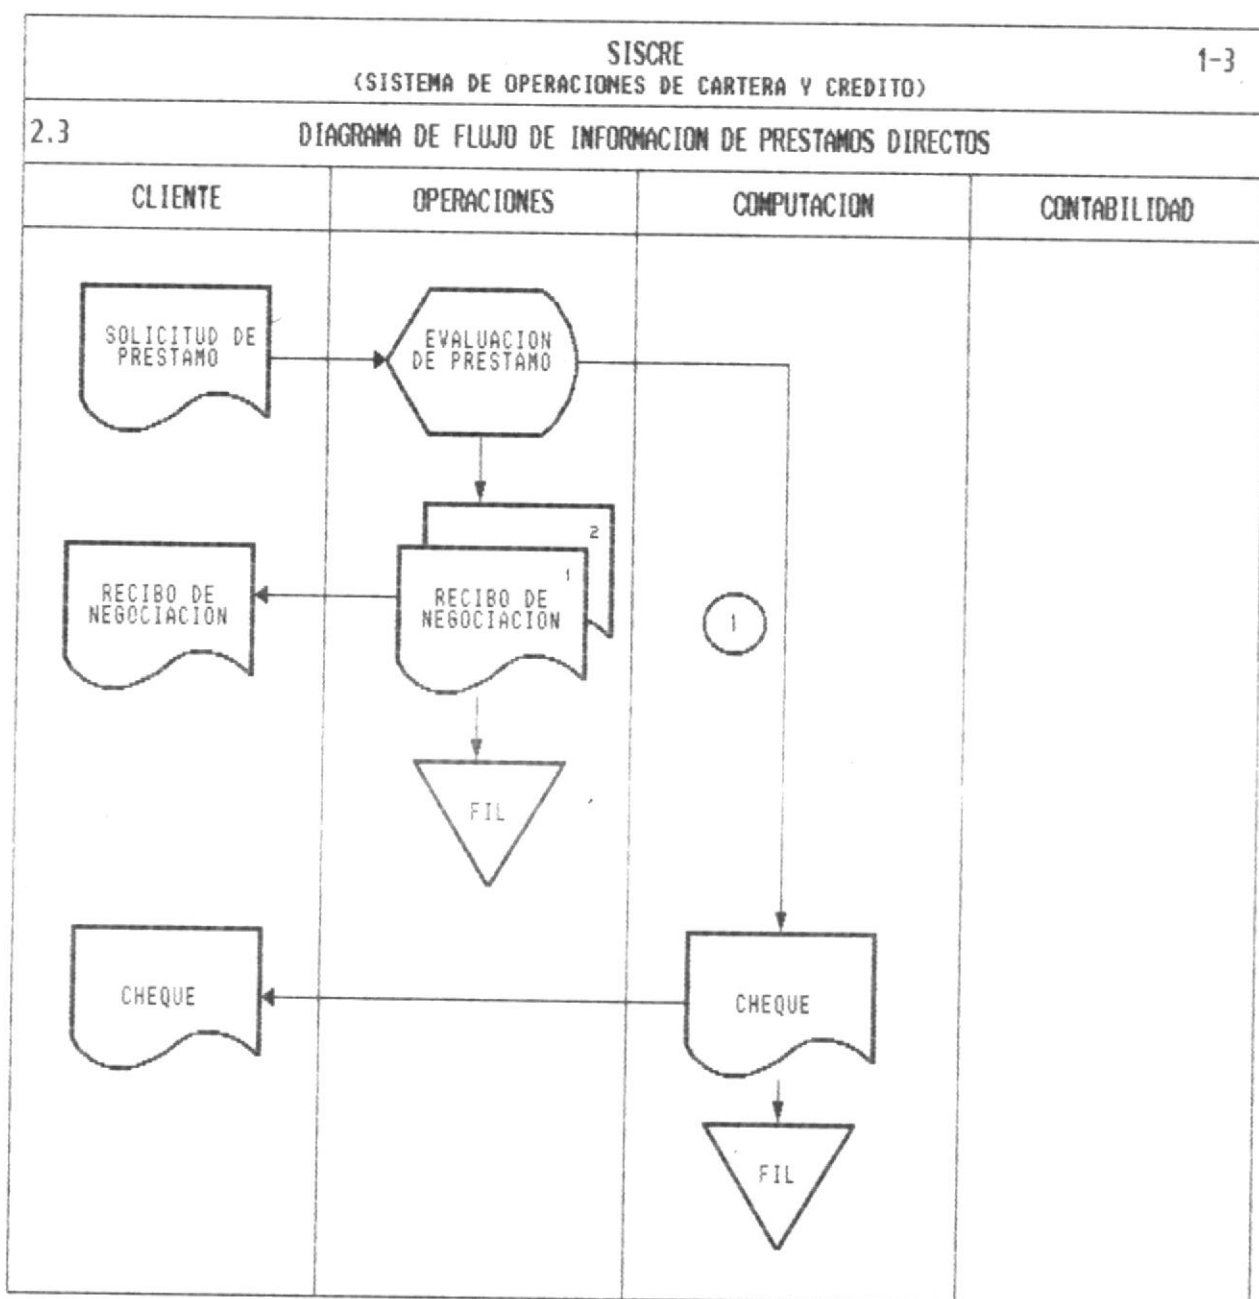 SISCRE
1-3
(SISTEMA DE OPERACIONES DE CARTERA Y CREDITO)
2.3
DIAGRAMA DE FLUJO DE INFORMACION DE PRESTAMOS DIRECTOS
CLIENTE
OPERACIONES
COMPUTACION
CONTABILIDAD
SOLICITUD DE
PRESTAMO
EVALUACION
DE PRESTAMO
2
1
RECIBO DE
NEGOCIACION
RECIBO DE
NEGOCIACION
1
FIL
CHEQUE
CHEQUE
FIL